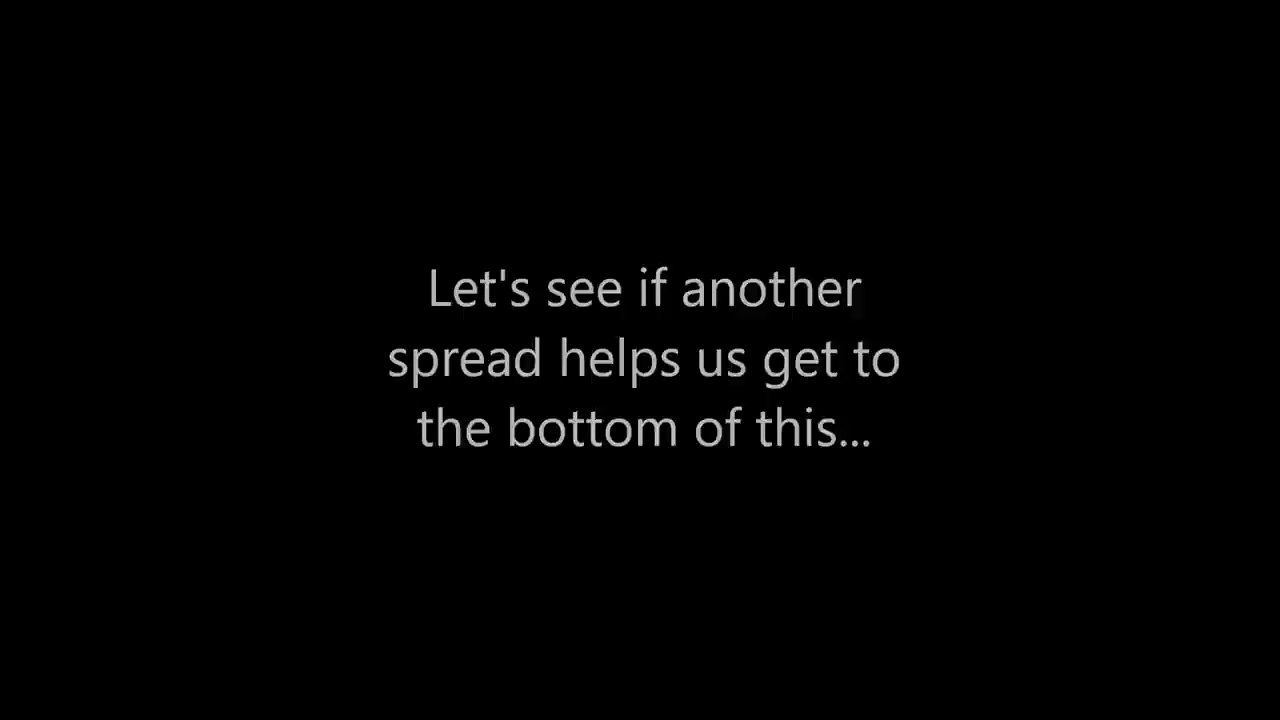 Let's see if another
spread helps us get to
the bottom of this...